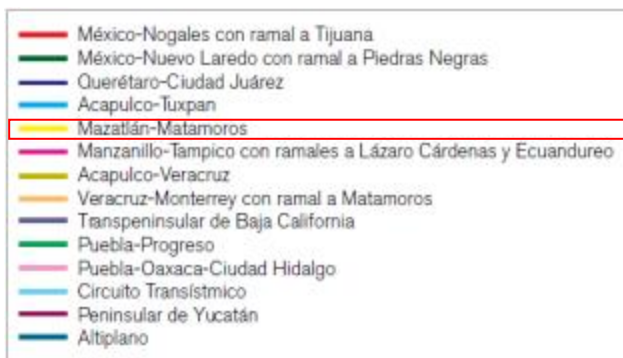 México-Nogales con ramal a Tijuana
México-Nuevo Laredo con ramal a Piedras Negras
Querétaro-Ciudad Juárez
Acapulco-Tuxpan
Mazatlán-Matamoros
Manzanillo-Tampico con ramales a Lázaro Cárdenas y Ecuandureo
Acapulco-Veracruz
Veracruz-Monterrey con ramal a Matamoros
Transpeninsular de Baja California
Puebla-Progreso
Puebla-Oaxaca-Ciudad Hidalgo
Circuito Transístmico
Peninsular de Yucatán
Altiplano